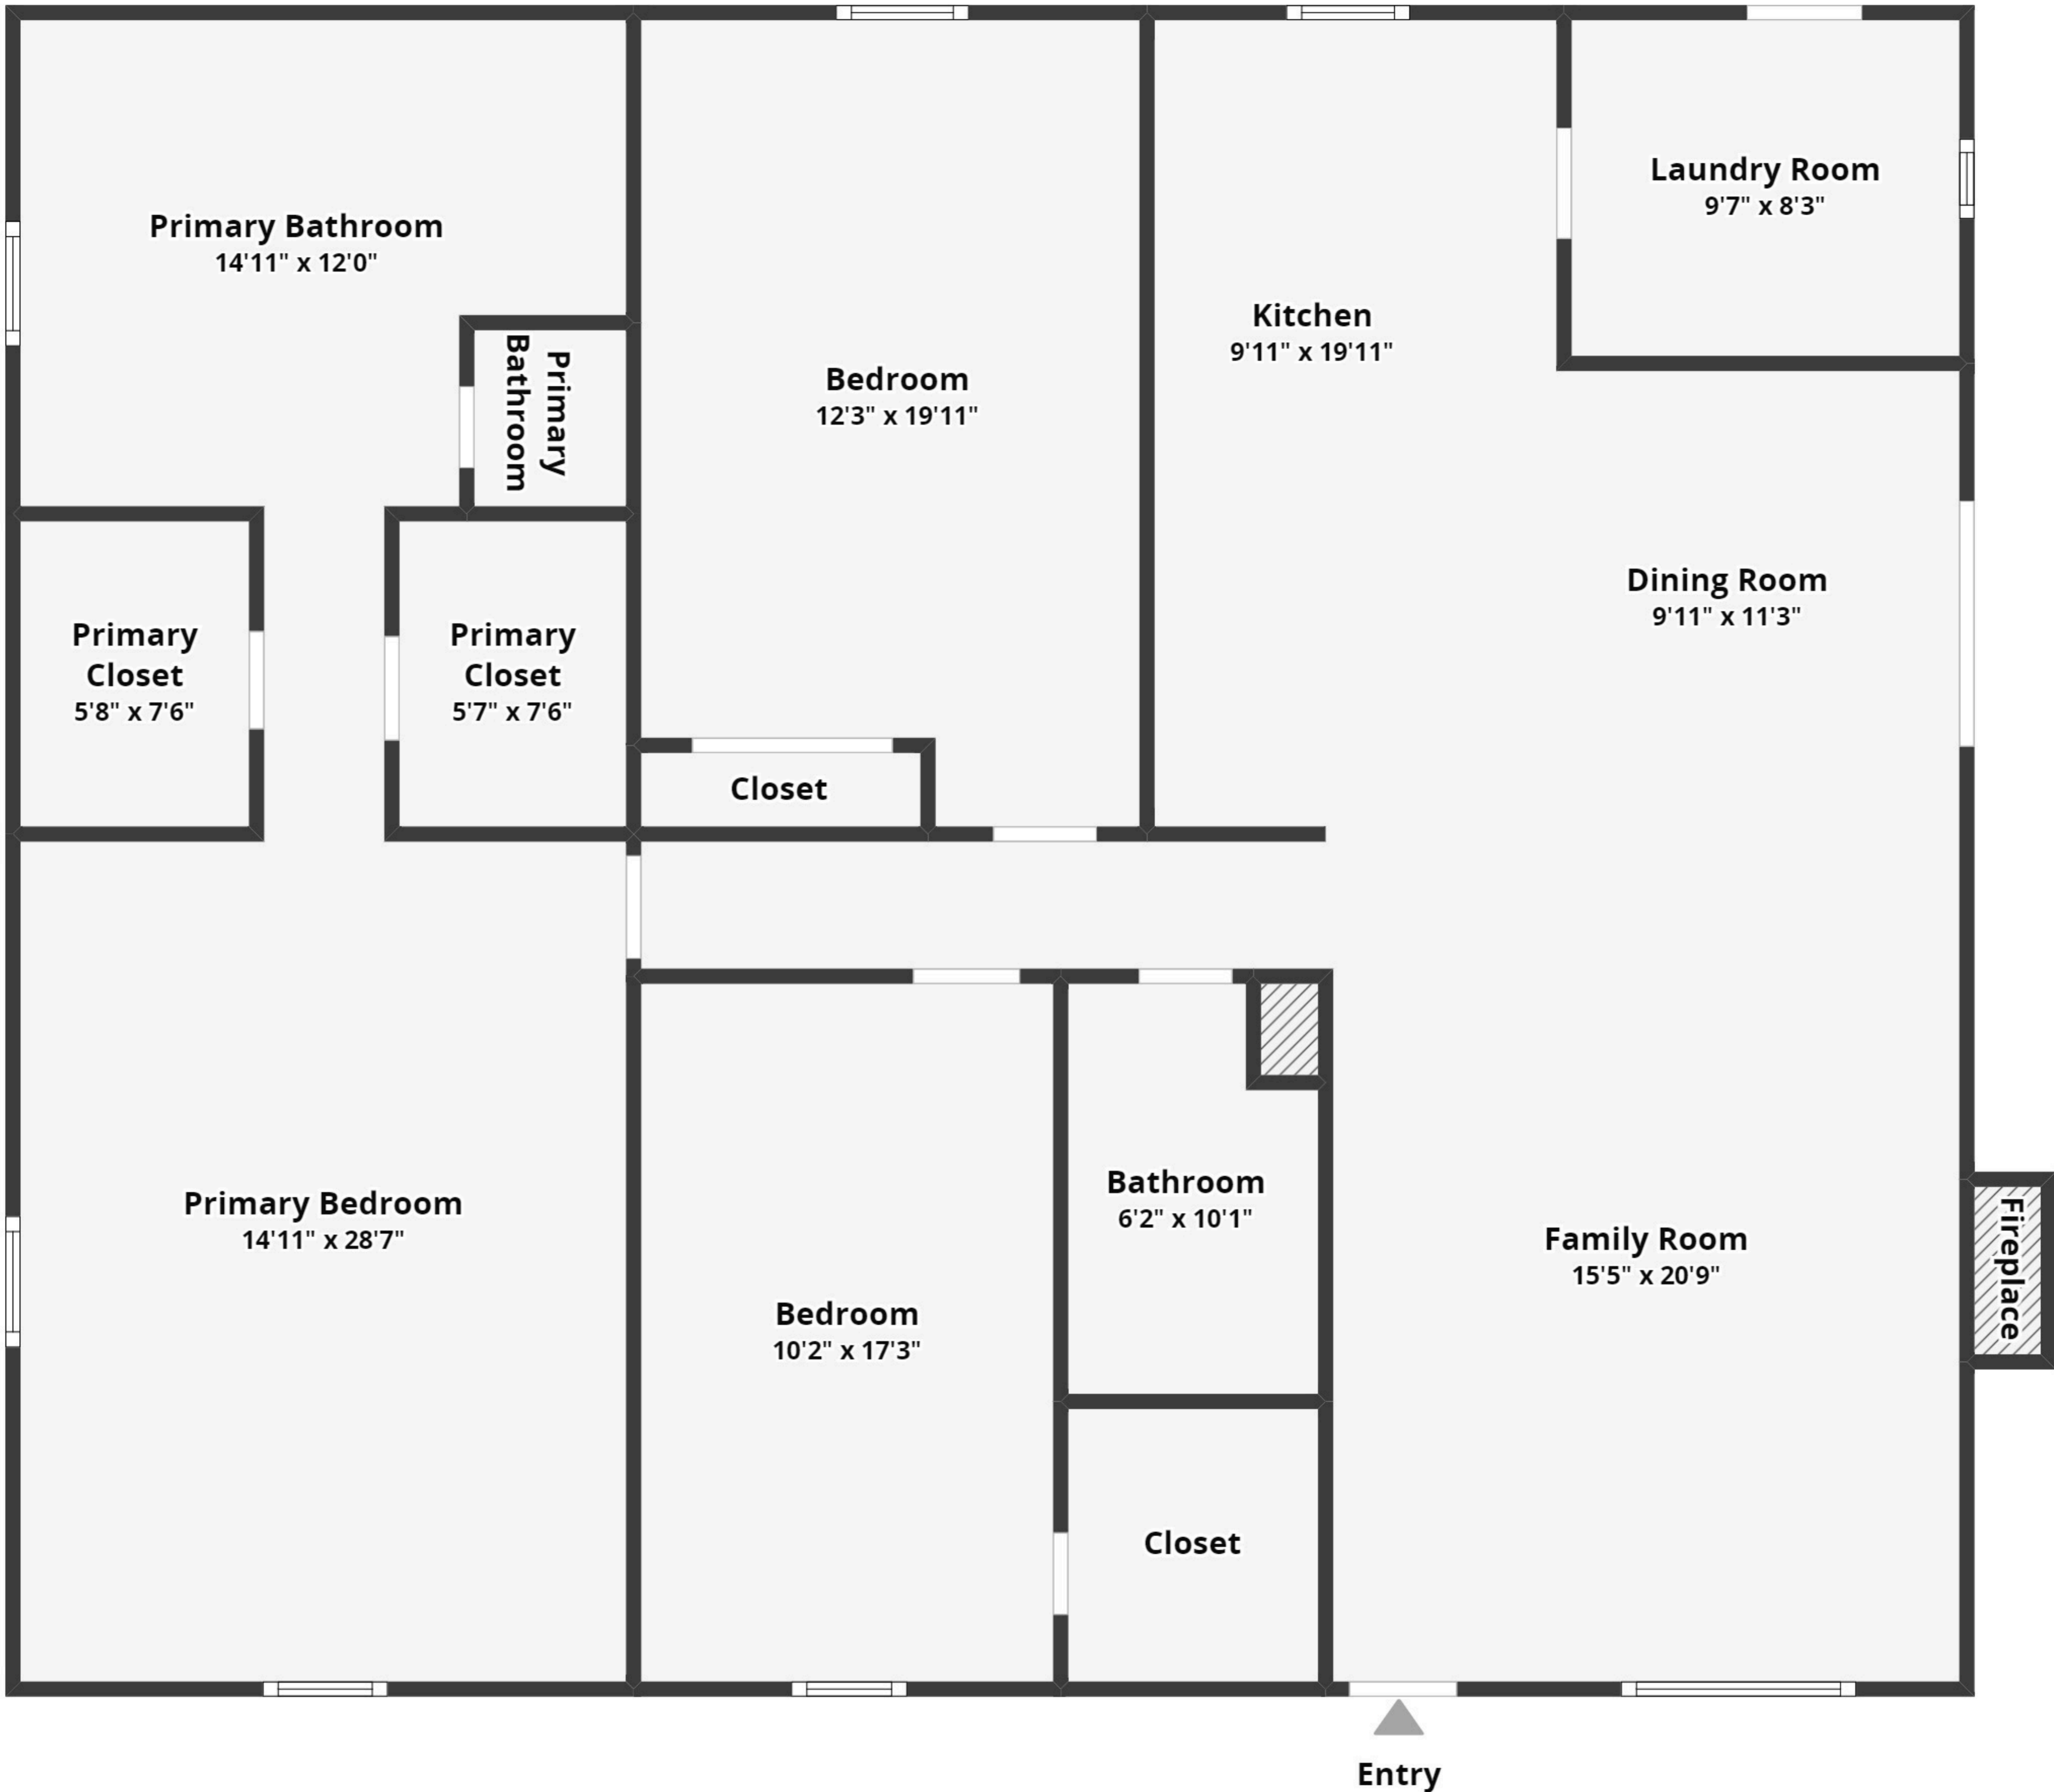 Laundry Room
9'7" x 8'3"
Primary Bathroom
14'11" x 12'0"
Kitchen
9'11" x 19'11"
Primary
Bathroom
Bedroom
12'3" x 19'11"
Dining Room
9'11" x 11'3"
Primary
Closet
5'8" x 7'6"
Primary
Closet
5'7" x 7'6"
Closet
Bathroom
6'2" x 10'1"
Primary Bedroom
14'11" x 28'7"
Family Room
15'5" x 20'9"
Fireplace
Bedroom
10'2" x 17'3"
Closet
Entry